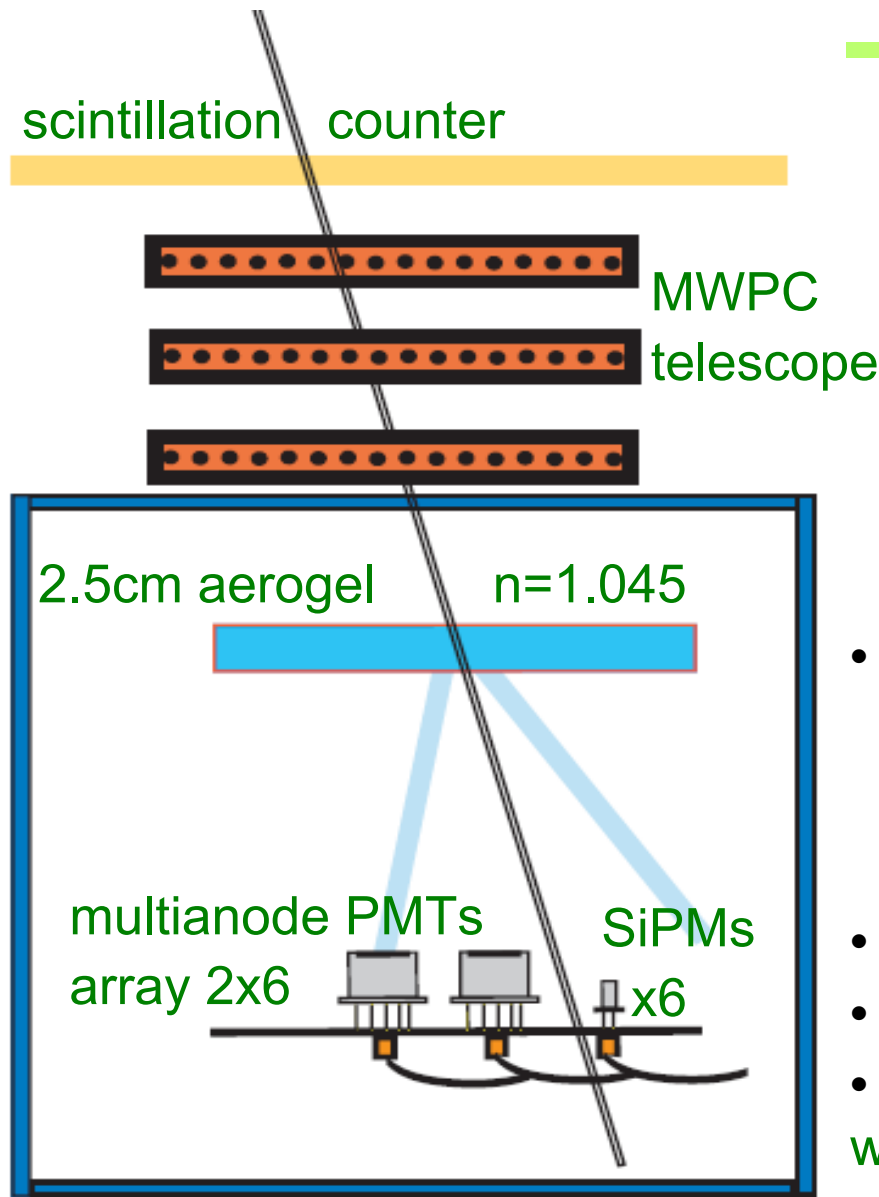 scintillation counter
MWPC
telescope
2.5cm aerogel n=1.045
•
multianode PMTs
array 2x6
SiPMs
x6
•
•
•
w